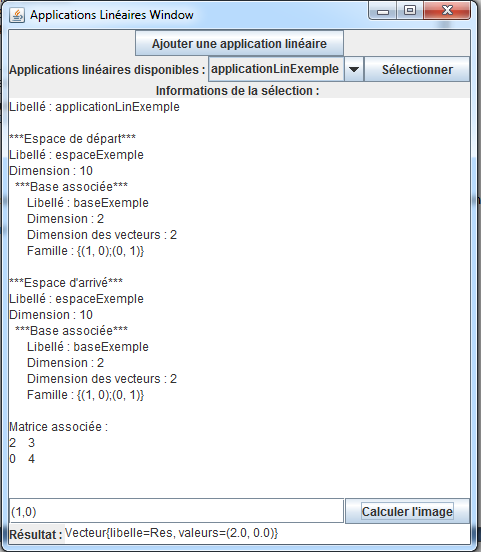 Applications Linéaires Window
Ajouter une application linéaire
Applications linéaires disponibles : applicationLinExemple Sélectionner
Informations de la sélection :
Libellé : applicationLinExemple
***Espace de départ***
Libellé : espaceExemple
Dimension : 10
***Base associée***
Libellé : baseExemple
Dimension : 2
Dimension des vecteurs : 2
Famille : {(1, 0);(0, 1)}
***Espace d'arrivé***
Libellé : espaceExemple
Dimension : 10
***Base associée***
Libellé : baseExemple
Dimension : 2
Dimension des vecteurs : 2
Famille : {(1, 0);(0, 1)}
Matrice associée :
2 3
0 4
(1,0) Calculer l'image
Résultat : Vecteur{libelle=Res, valeurs=(2.0, 0.0)}